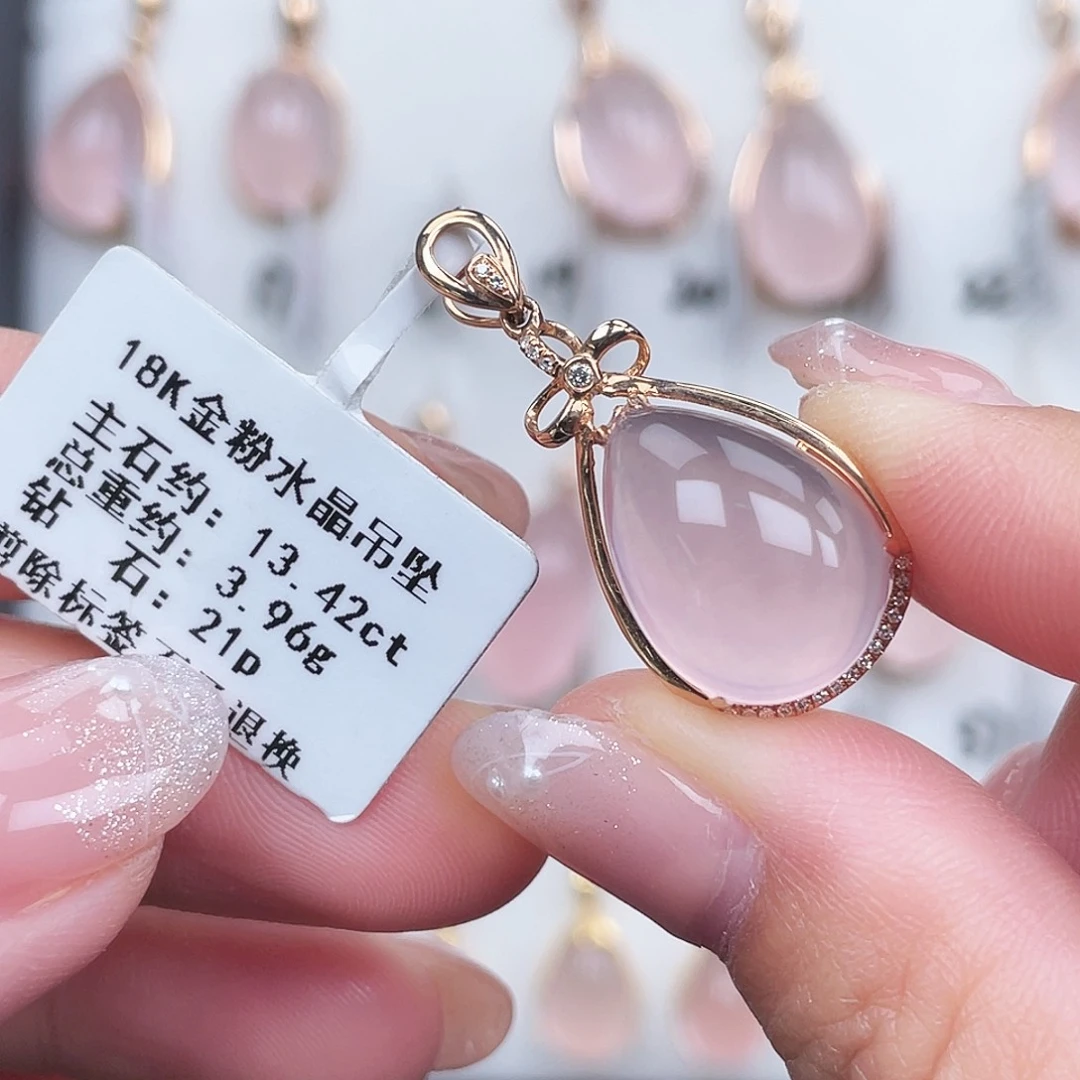 18K金粉水晶吊坠
主石约: 13.42ct
总重约: 3.96g
钻 石: 21p
剪除标签 退换